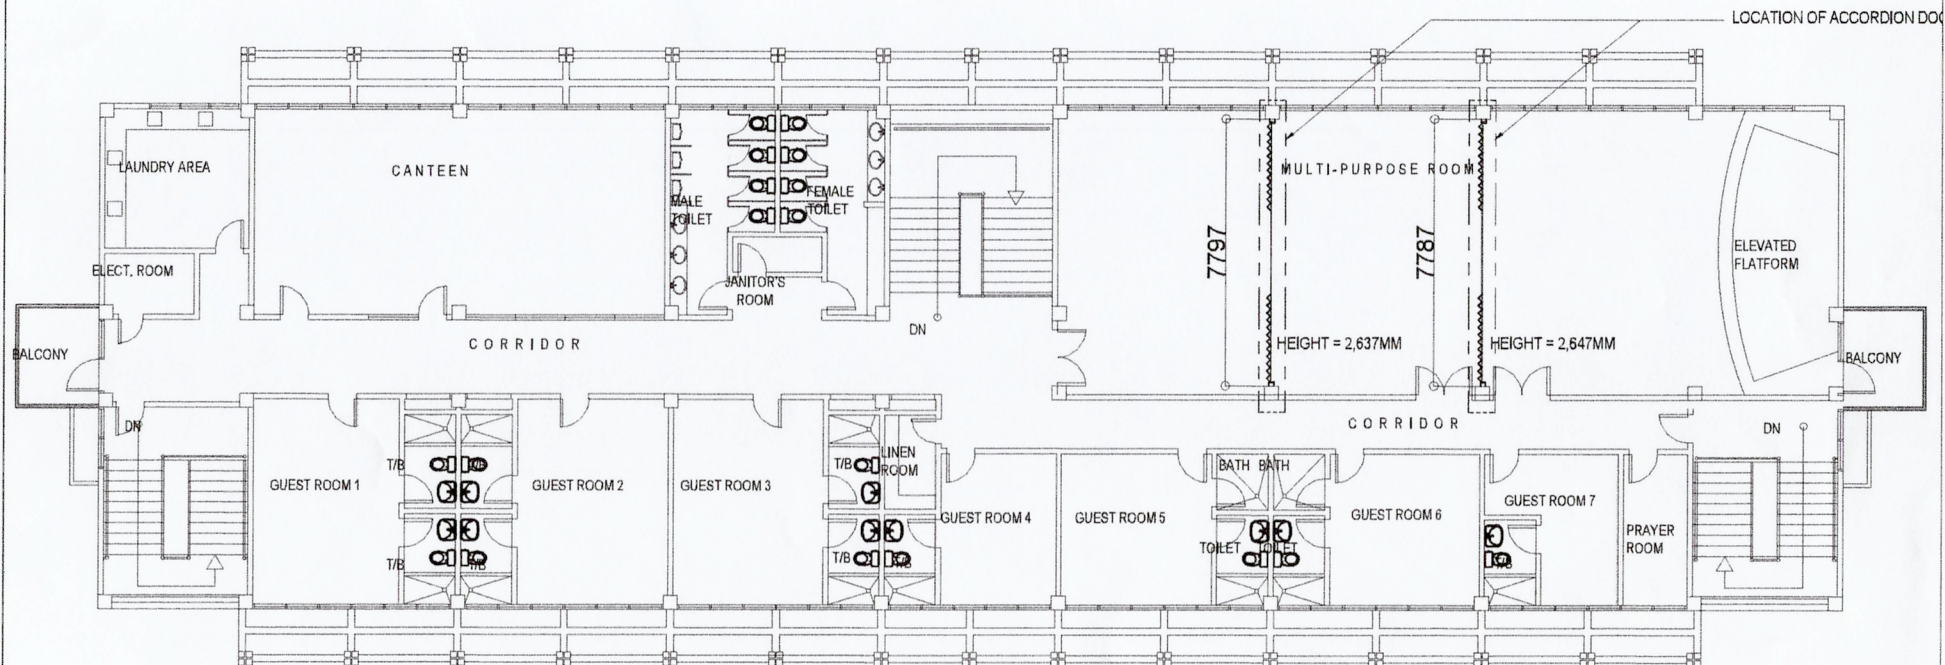 LOCATION OF ACCORDION DOO
LAUNDRY AREA
CANTEEN
MALE
TOILET
FEMALE
TOILET
MULTI-PURPOSE ROOM
ELECT. ROOM
JANITOR'S
ROOM
7797
7787
ELEVATED
FLATFORM
BALCONY
CORRIDOR
DN
HEIGHT = 2,637MM
HEIGHT = 2,647MM
BALCONY
DN
CORRIDOR
DN
GUEST ROOM 1
T/B
T/B
GUEST ROOM 2
GUEST ROOM 3
T/B
LINEN
ROOM
BATH
BATH
GUEST ROOM 4
GUEST ROOM 5
GUEST ROOM 6
GUEST ROOM 7
PRAYER
ROOM
TOILET
TOILET
T/B
T/B
T/B
T/B
T/B